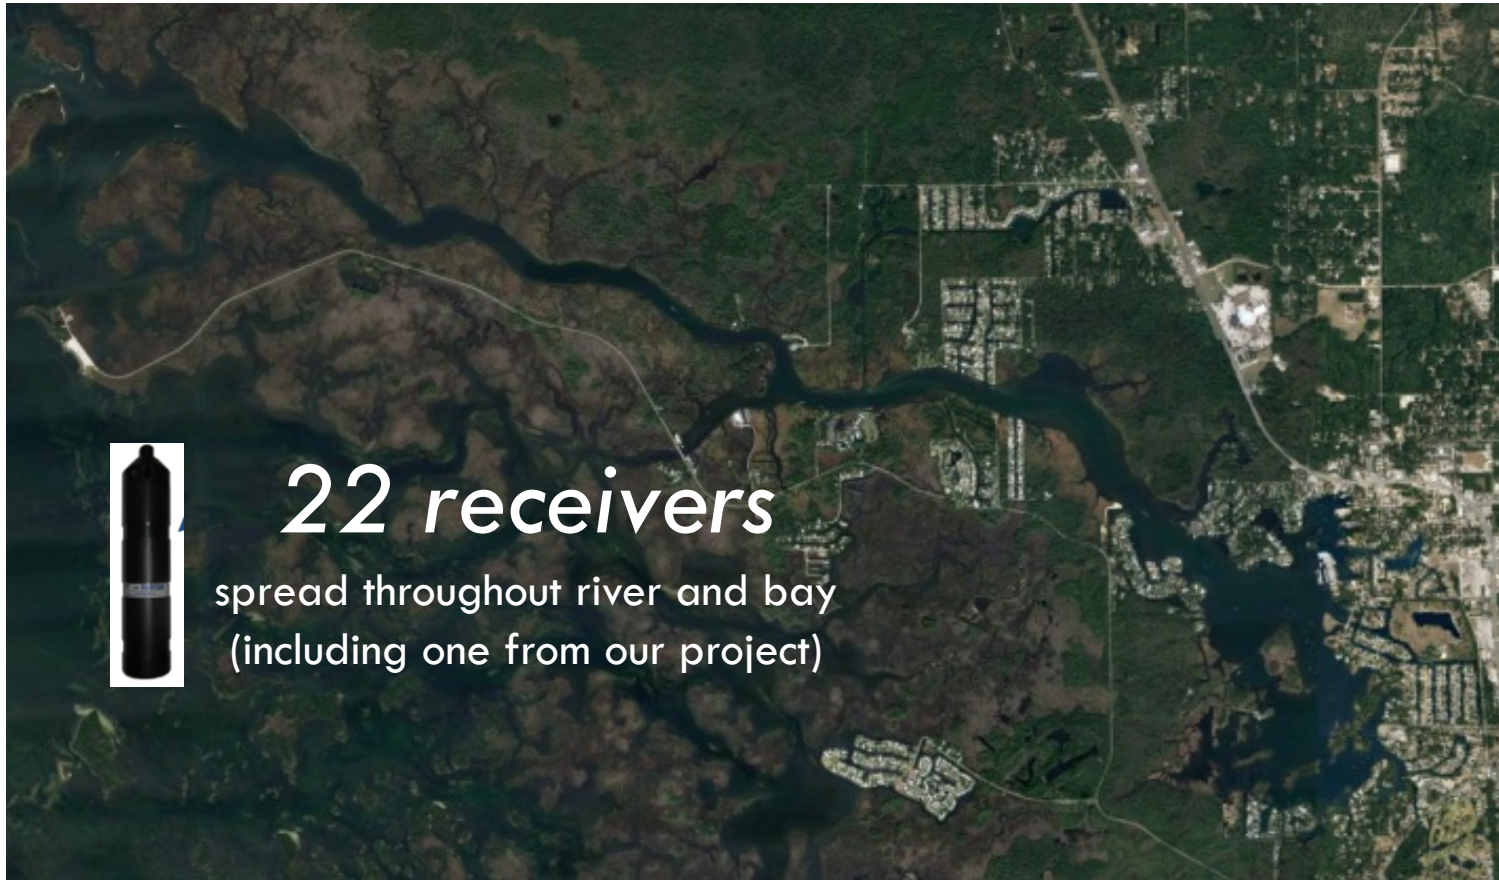 22 receivers
spread throughout river and bay
(including one from our project)